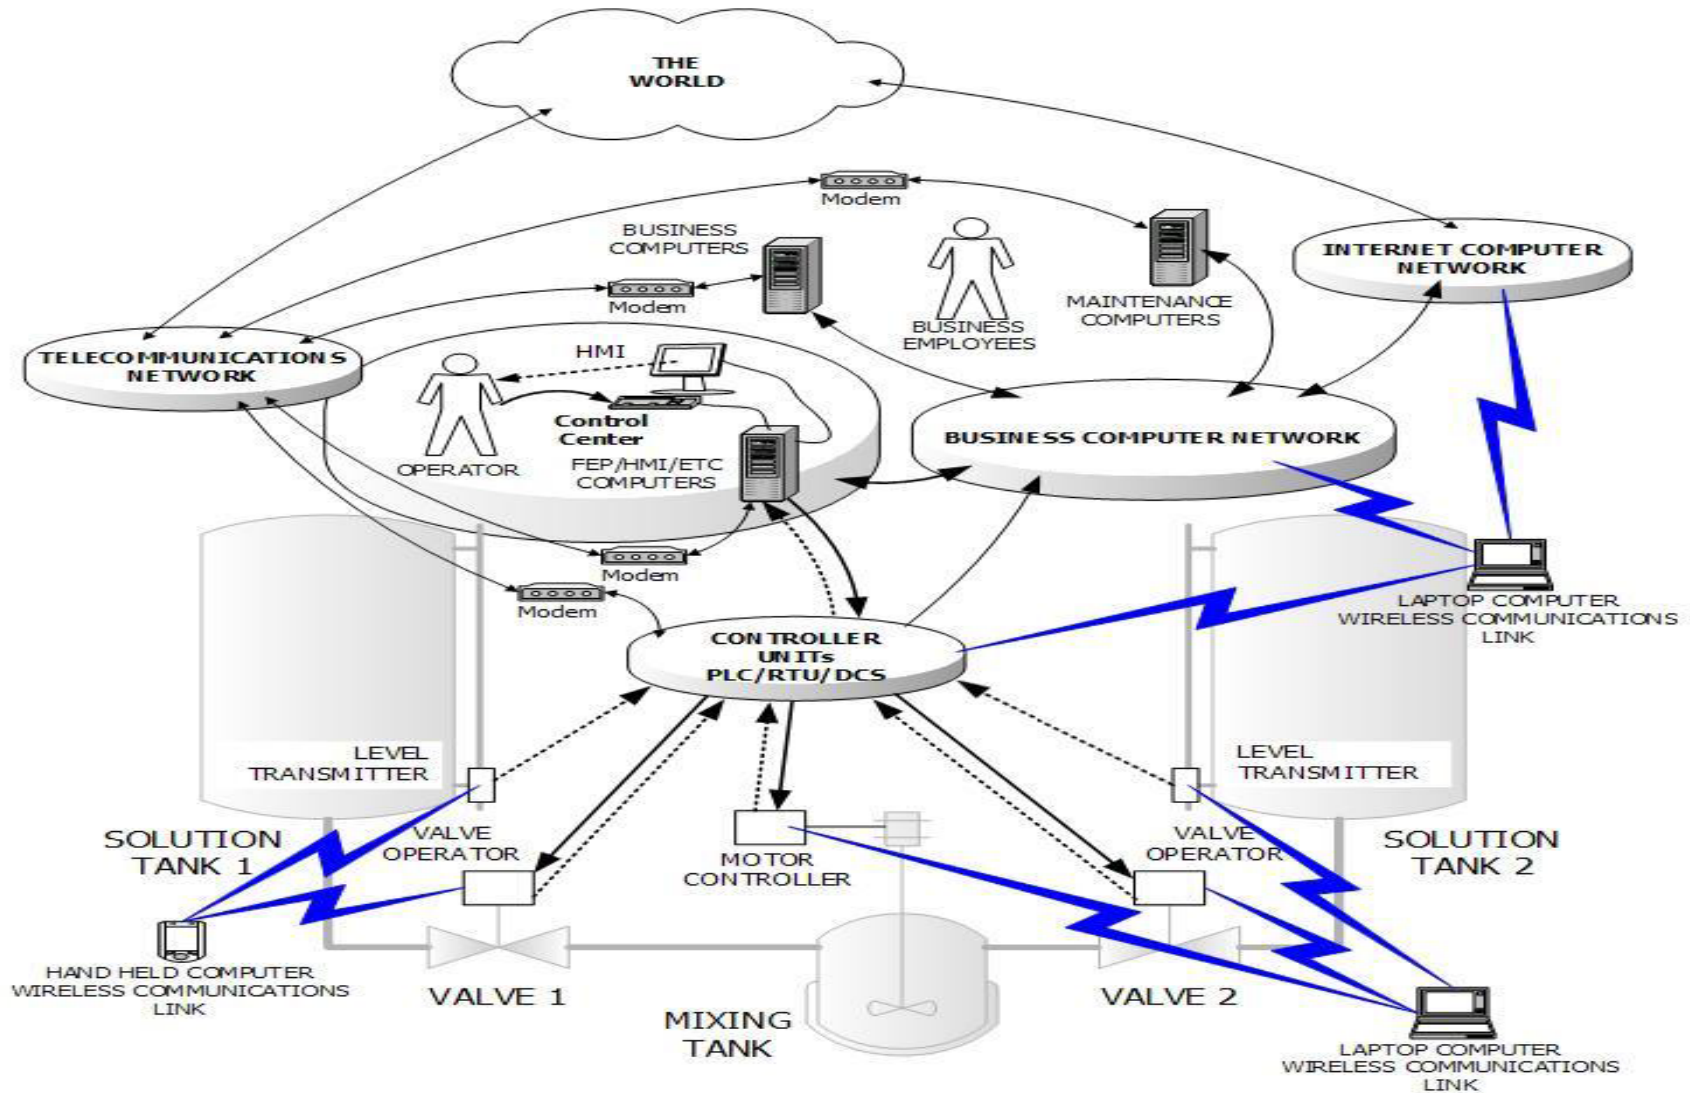 THE
WORLD
Modem
BUSINESS
COMPUTERS
Modem
BUSINESS
EMPLOYEES
MAINTENANCE
COMPUTERS
INTERNET COMPUTER
NETWORK
TELECOMMUNICATIONS
NETWORK
HMI
Control
Center
OPERATOR
FEP/HMI/ETC
COMPUTERS
BUSINESS COMPUTER NETWORK
Modem
Modem
LAPTOP COMPUTER
WIRELESS COMMUNICATIONS
LINK
CONTROLLER
UNITs
PLC/RTU/DCS
LEVEL
TRANSMITTER
LEVEL
TRANSMITTER
SOLUTION
TANK 1
VALVE
OPERATOR
MOTOR
CONTROLLER
VALVE
OPERATOR
SOLUTION
TANK 2
HAND HELD COMPUTER
WIRELESS COMMUNICATIONS
LINK
VALVE 1
MIXING
TANK
VALVE 2
LAPTOP COMPUTER
WIRELESS COMMUNICATIONS
LINK